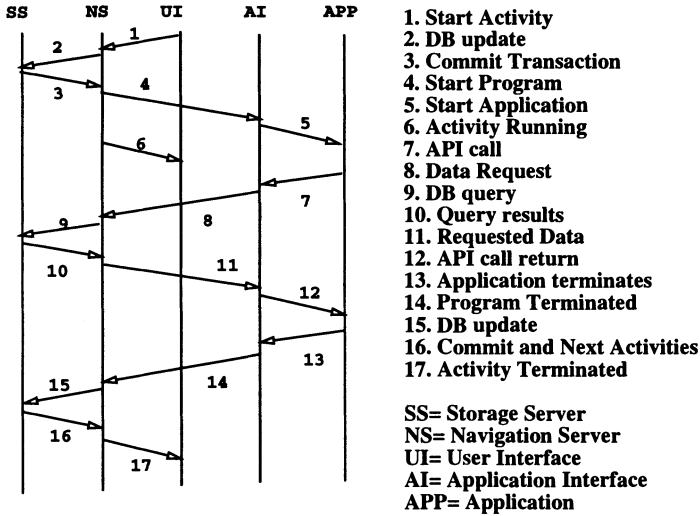 SS NS UI AI APP
1
2
3
4
5
6
7
8
9
10
11
12
13
14
15
16
17
1. Start Activity
2. DB update
3. Commit Transaction
4. Start Program
5. Start Application
6. Activity Running
7. API call
8. Data Request
9. DB query
10. Query results
11. Requested Data
12. API call return
13. Application terminates
14. Program Terminated
15. DB update
16. Commit and Next Activities
17. Activity Terminated
SS= Storage Server
NS= Navigation Server
UI= User Interface
AI= Application Interface
APP= Application